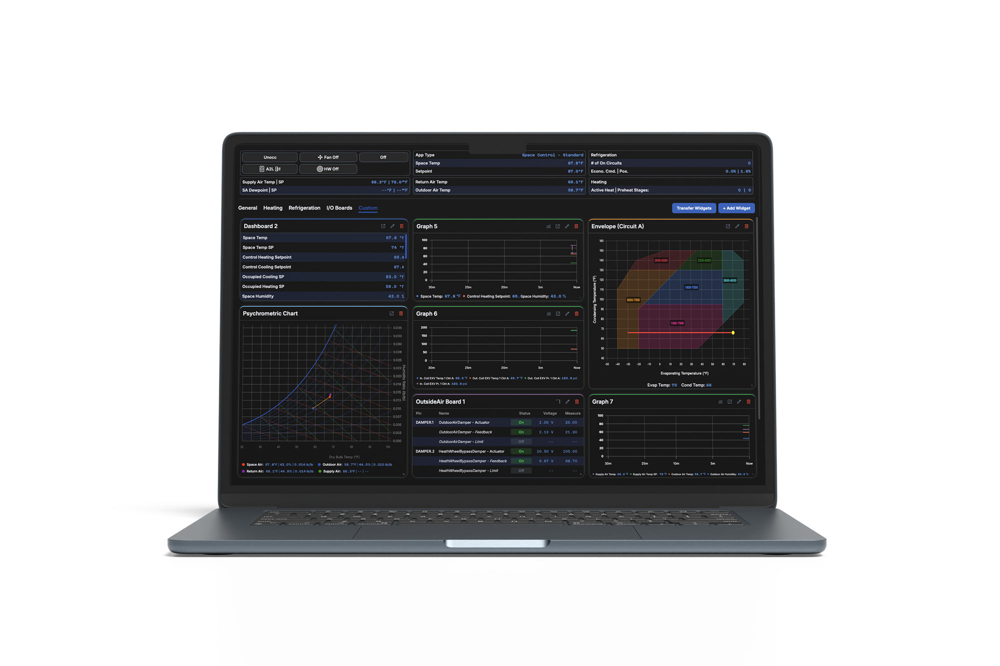 Unocc
Fan Off
Off
A2L
HW Off
Supply Air Temp | SP 66.3°F | 76.0°F
SA Dewpoint | SP --°F | --°F
App Type Space Control - Standard
Space Temp 67.8°F
Setpoint 87.0°F
Return Air Temp 68.1°F
Outdoor Air Temp 58.7°F
Refrigeration
# of On Circuits 0
Econo. Cmd. | Pos. 0.0% | 1.6%
Heating
Active Heat | Preheat Stages: 0 | 0
General Heating Refrigeration I/O Boards Custom
Transfer Widgets + Add Widget
Dashboard 2
Space Temp 67.8 °F
Space Temp SP 74 °F
Control Heating Setpoint 65.0
Control Cooling Setpoint 87.0
Occupied Cooling SP 83.0 °F
Occupied Heating SP 59.0 °F
Space Humidity 43.0 %
Graph 5
100
80
60
40
20
0
30m 25m 20m 5m Now
Space Temp: 67.8 °F Control Heating Setpoint: 65. Space Humidity: 43.0 %
Envelope (Circuit A)
Condensing Temperature (°F)
160
150
140
130
120
110
100
90
80
70
60
50
40
2600-6000
2200-6000
2600-6000
1800-7000
2600-7000
1000-7000
-50 -40 -30 -20 -10 0 10 20 30 40 50 60 70 80
Evaporating Temperature (°F)
Evap Temp: 70 Cond Temp: 66
Psychrometric Chart
0.035
0.033
0.030
0.028
0.025
0.022
0.020
0.018
0.015
0.013
0.010
0.007
0.005
0.003
0.000
Humidity Ratio (lb/lb)
20 30 40 50 60 70 80 90 100
Dry Bulb Temp (°F)
Space Air: 67.8°F | 43.0% | 0.014 lb/lb Outdoor Air: 58.7°F | 44.0% | 0.010 lb/lb
Return Air: 68.1°F | 44.9% | 0.014 lb/lb Supply Air: 66.3°F | -- | --
Graph 6
200
150
100
50
0
30m 25m 20m 5m Now
In. Coil EXV Temp 1 Ckt A: 68.5 °F Out. Coil EXV Temp 1 Ckt A: 69.7 °F Out. Coil EXV Pr. 1 Ckt A: 182.6 psi
In. Coil EXV Pr. 1 Ckt A: 182.6 psi
OutsideAir Board 1
Pin Name Status Voltage Measure
DAMPER.1 OutdoorAirDamper - Actuator On 2.00 V 20.00
OutdoorAirDamper - Feedback On 2.13 V 21.30
OutdoorAirDamper - Limit Off -- --
DAMPER.2 HeathWheelBypassDamper - Actuator On 10.50 V 100.00
HeathWheelBypassDamper - Feedback On 9.87 V 98.70
HeathWheelBypassDamper - Limit Off -- --
Graph 7
100
80
60
40
20
0
30m 25m 10m 5m Now
Supply Air Temp: 66.3 °F Supply Air Temp SP: 76 °F Outdoor Air Temp: 58.7 °F Outdoor Air Humidity: 44.0 %